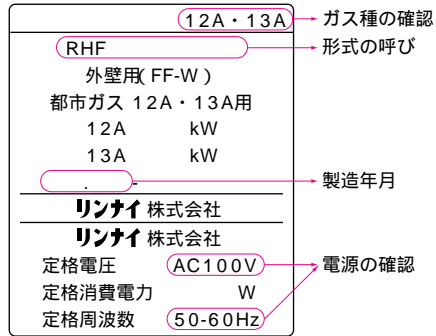 12A・13A ガス種の確認
RHF 形式の呼び
外壁用(FF-W)
都市ガス 12A・13A用
12A kW
13A kW
. - 製造年月
リンナイ 株式会社
リンナイ 株式会社
定格電圧 AC100V 電源の確認
定格消費電力 W
定格周波数 50-60Hz